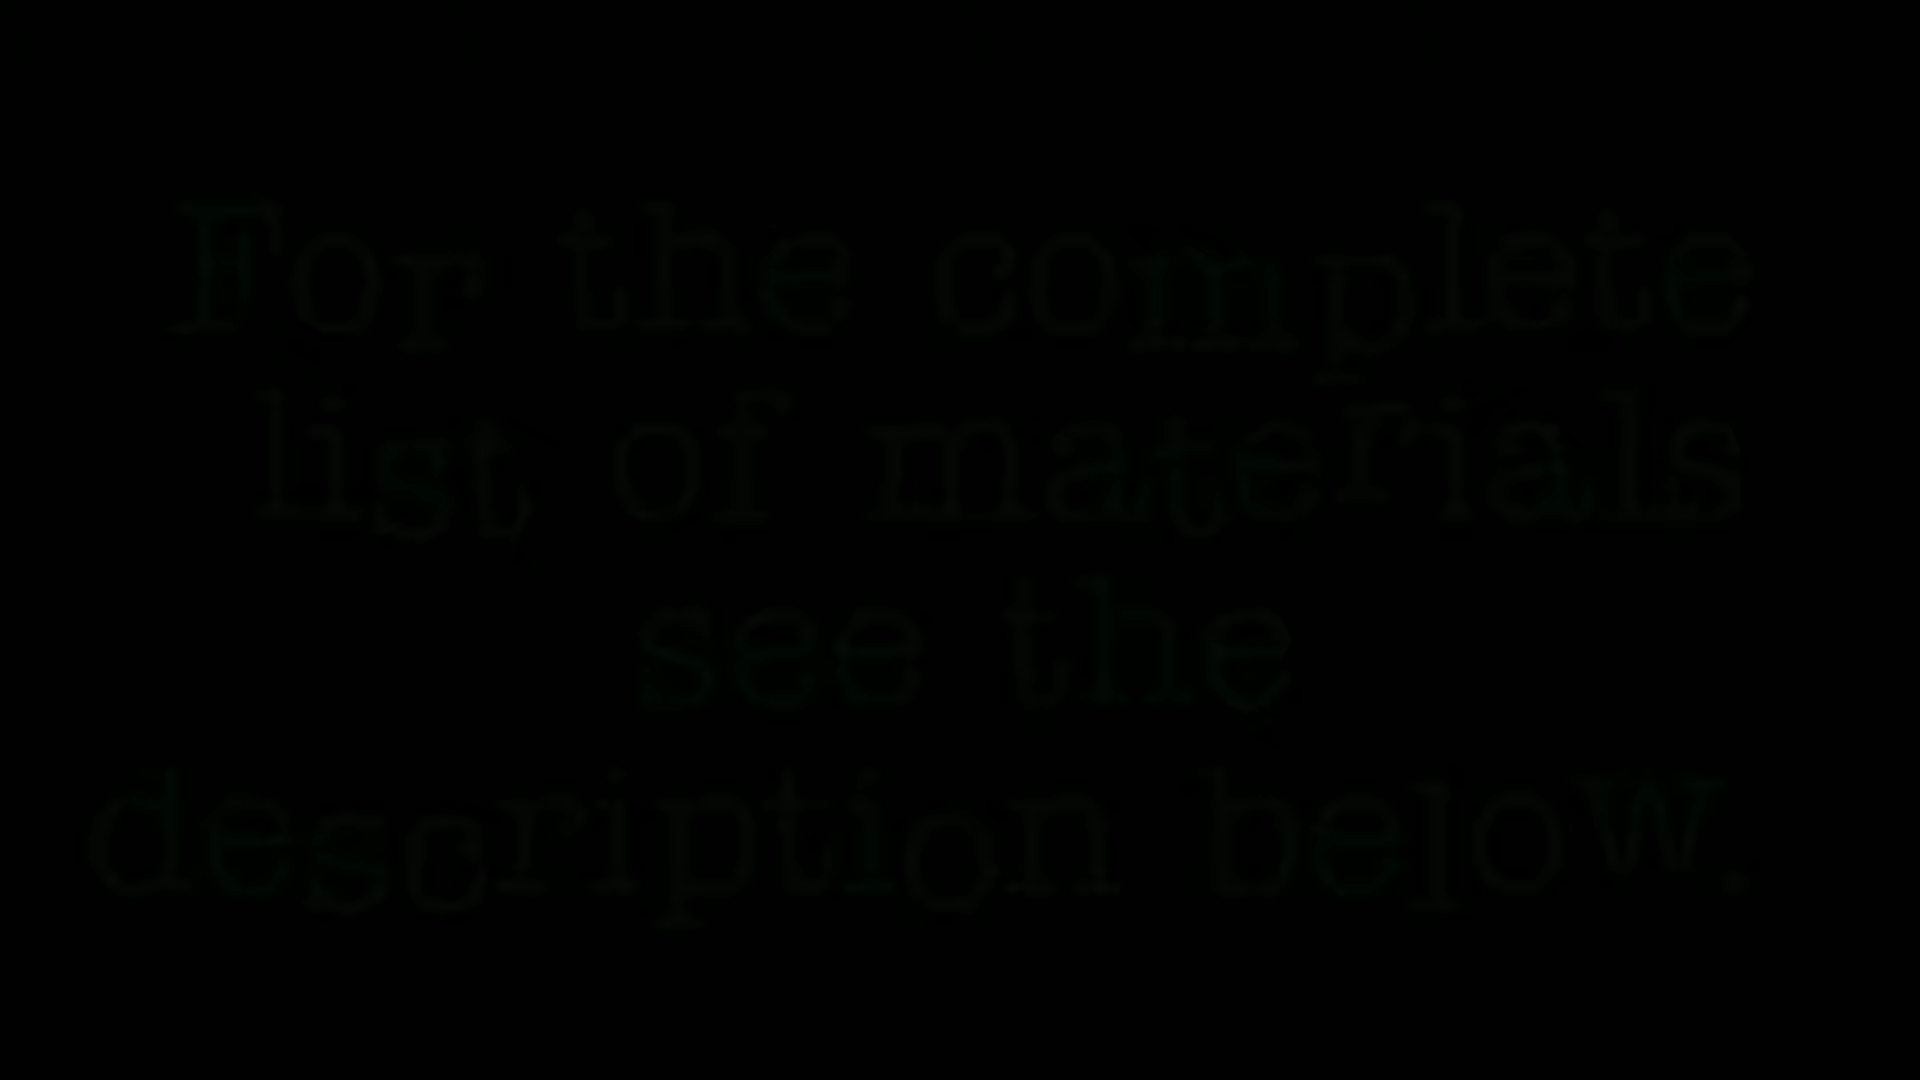 For the complete
list of materials
see the
description below.